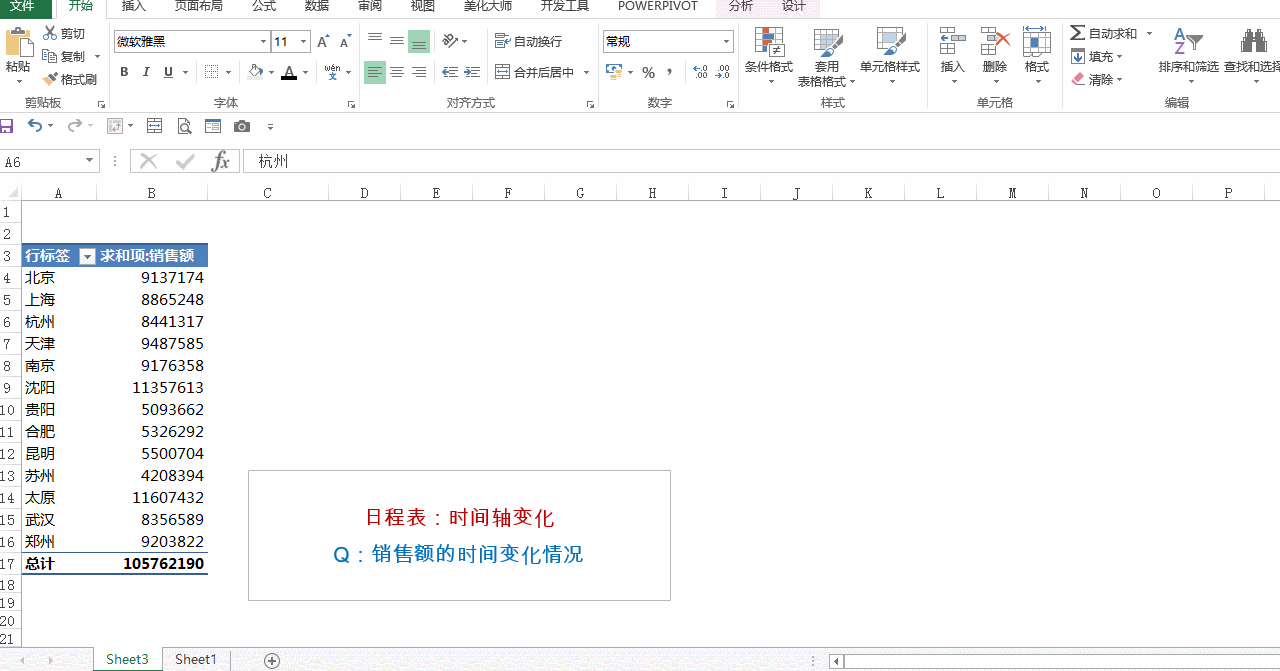 文件 开始 插入 页面布局 公式 数据 审阅 视图 美化大师 开发工具 POWERPIVOT 分析 设计
剪切
复制
格式刷
粘贴
剪贴板
微软雅黑 11
B I U wén 文
字体
自动换行
合并后居中
对齐方式
常规
%
数字
条件格式 套用 表格格式 单元格样式
样式
插入 删除 格式
单元格
自动求和
填充
清除
排序和筛选 查找和选择
编辑
A6 fx 杭州
A B C D E F G H I J K L M N O P
1
2
3 行标签 求和项:销售额
4 北京 9137174
5 上海 8865248
6 杭州 8441317
7 天津 9487585
8 南京 9176358
9 沈阳 11357613
10 贵阳 5093662
11 合肥 5326292
12 昆明 5500704
13 苏州 4208394
14 太原 11607432
15 武汉 8356589
16 郑州 9203822
17 总计 105762190
18
19
20
21
日程表：时间轴变化
Q：销售额的时间变化情况
Sheet3 Sheet1